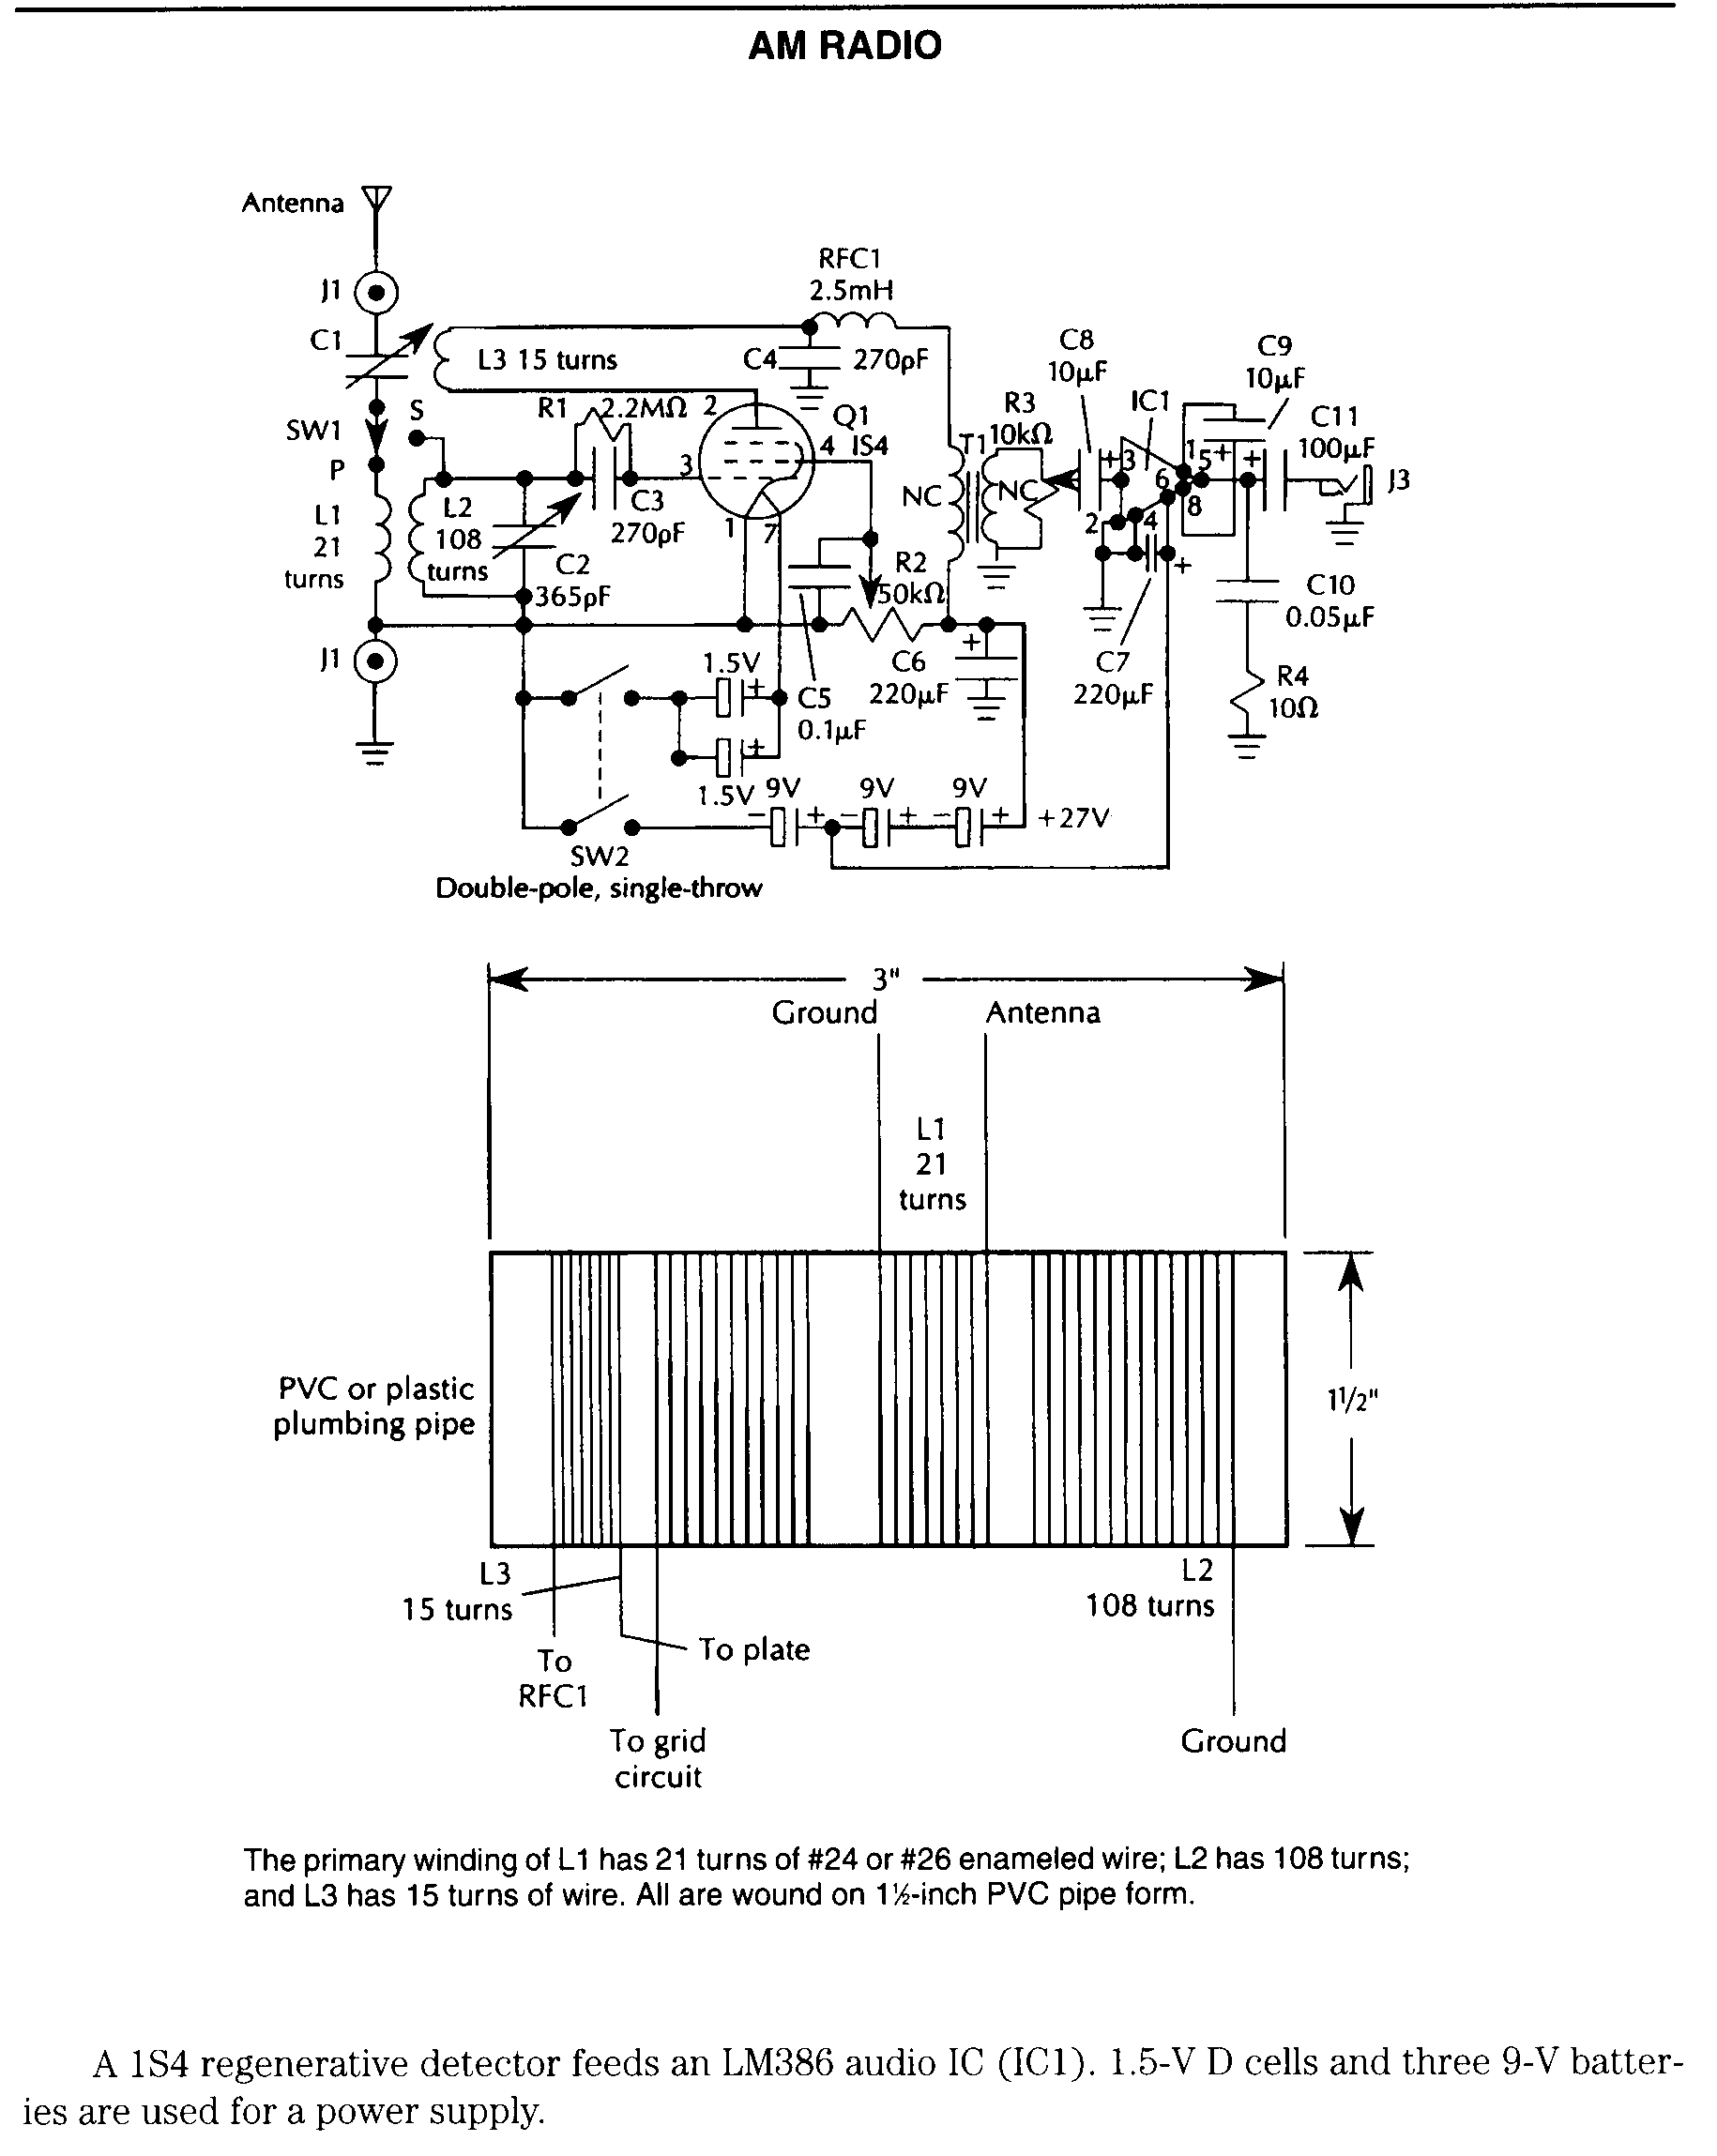 AM RADIO
Antenna
J1
C1
SW1
S
P
L1
21
turns
J1
L3 15 turns
RFC1
2.5mH
C4
270pF
R1 2.2MΩ
2
Q1
IS4
4
3
1
7
C3
270pF
L2
108
turns
C2
365pF
T1
NC
NC
R3
10kΩ
C8
10µF
IC1
C9
10µF
C11
100µF
J3
+
3
2
6
1
5
+
+
8
4
+
R2
50kΩ
C6
220µF
+
C7
220µF
C10
0.05µF
R4
10Ω
1.5V
+
C5
0.1µF
+
1.5V
9V
9V
9V
−
+
−
+
−
+
+27V
SW2
Double-pole, single-throw
3"
Ground
Antenna
L1
21
turns
PVC or plastic
plumbing pipe
1½"
L3
15 turns
L2
108 turns
To plate
To
RFC1
To grid
circuit
Ground
The primary winding of L1 has 21 turns of #24 or #26 enameled wire; L2 has 108 turns;
and L3 has 15 turns of wire. All are wound on 1½-inch PVC pipe form.
A 1S4 regenerative detector feeds an LM386 audio IC (IC1). 1.5-V D cells and three 9-V batter-
ies are used for a power supply.